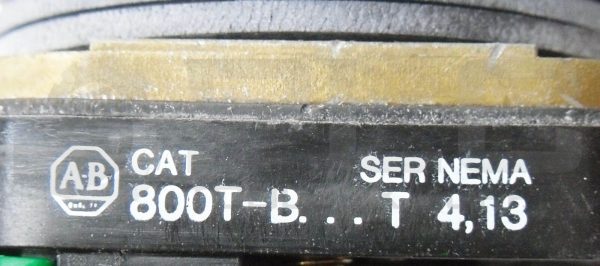 A-B
CAT SER NEMA
800T-B... T 4,13